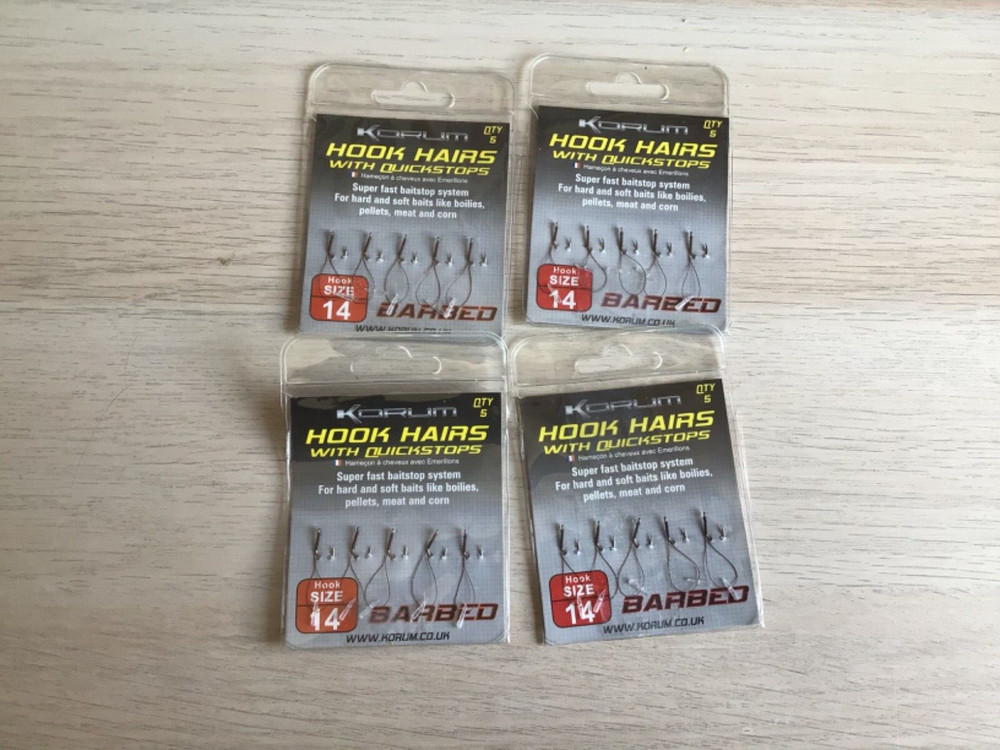 KORUM
QTY
5
HOOK HAIRS
WITH QUICKSTOPS
Hameçon à cheveux avec Emerillons
Super fast baitstop system
For hard and soft baits like boilies,
pellets, meat and corn
Hook
SIZE
14
BARBED
WWW.KORUM.CO.UK
KORUM
QTY
5
HOOK HAIRS
WITH QUICKSTOPS
Hameçon à cheveux avec Emerillons
Super fast baitstop system
For hard and soft baits like boilies,
pellets, meat and corn
Hook
SIZE
14
BARBED
WWW.KORUM.CO.UK
KORUM
QTY
5
HOOK HAIRS
WITH QUICKSTOPS
Hameçon à cheveux avec Emerillons
Super fast baitstop system
For hard and soft baits like boilies,
pellets, meat and corn
Hook
SIZE
14
BARBED
WWW.KORUM.CO.UK
KORUM
QTY
5
HOOK HAIRS
WITH QUICKSTOPS
Hameçon à cheveux avec Emerillons
Super fast baitstop system
For hard and soft baits like boilies,
pellets, meat and corn
Hook
SIZE
14
BARBED
WWW.KORUM.CO.UK